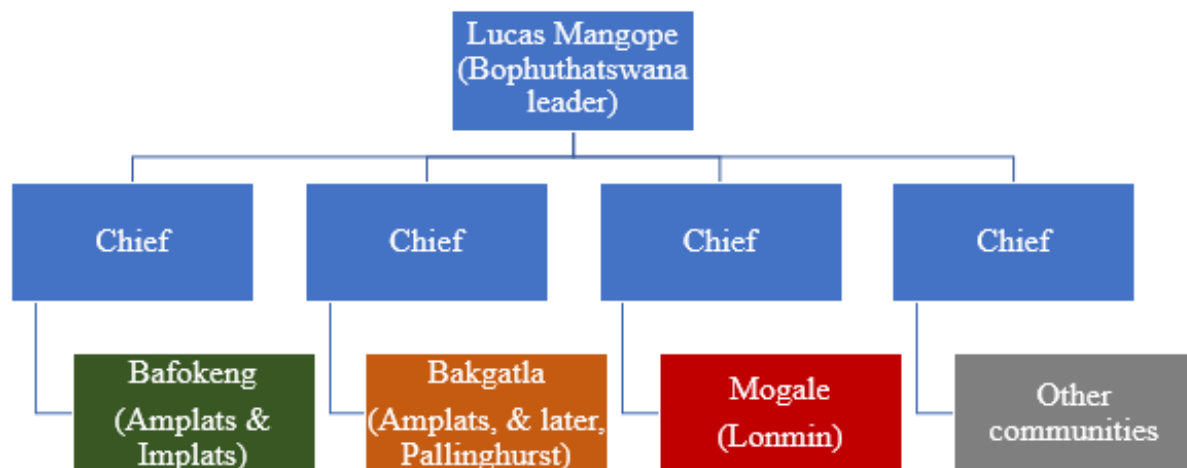 Lucas Mangope
(Bophuthatswana
leader)
Chief
Chief
Chief
Chief
Bafokeng
(Amplats &
Implats)
Bakgatla
(Amplats, & later,
Pallinghurst)
Mogale
(Lonmin)
Other
communities